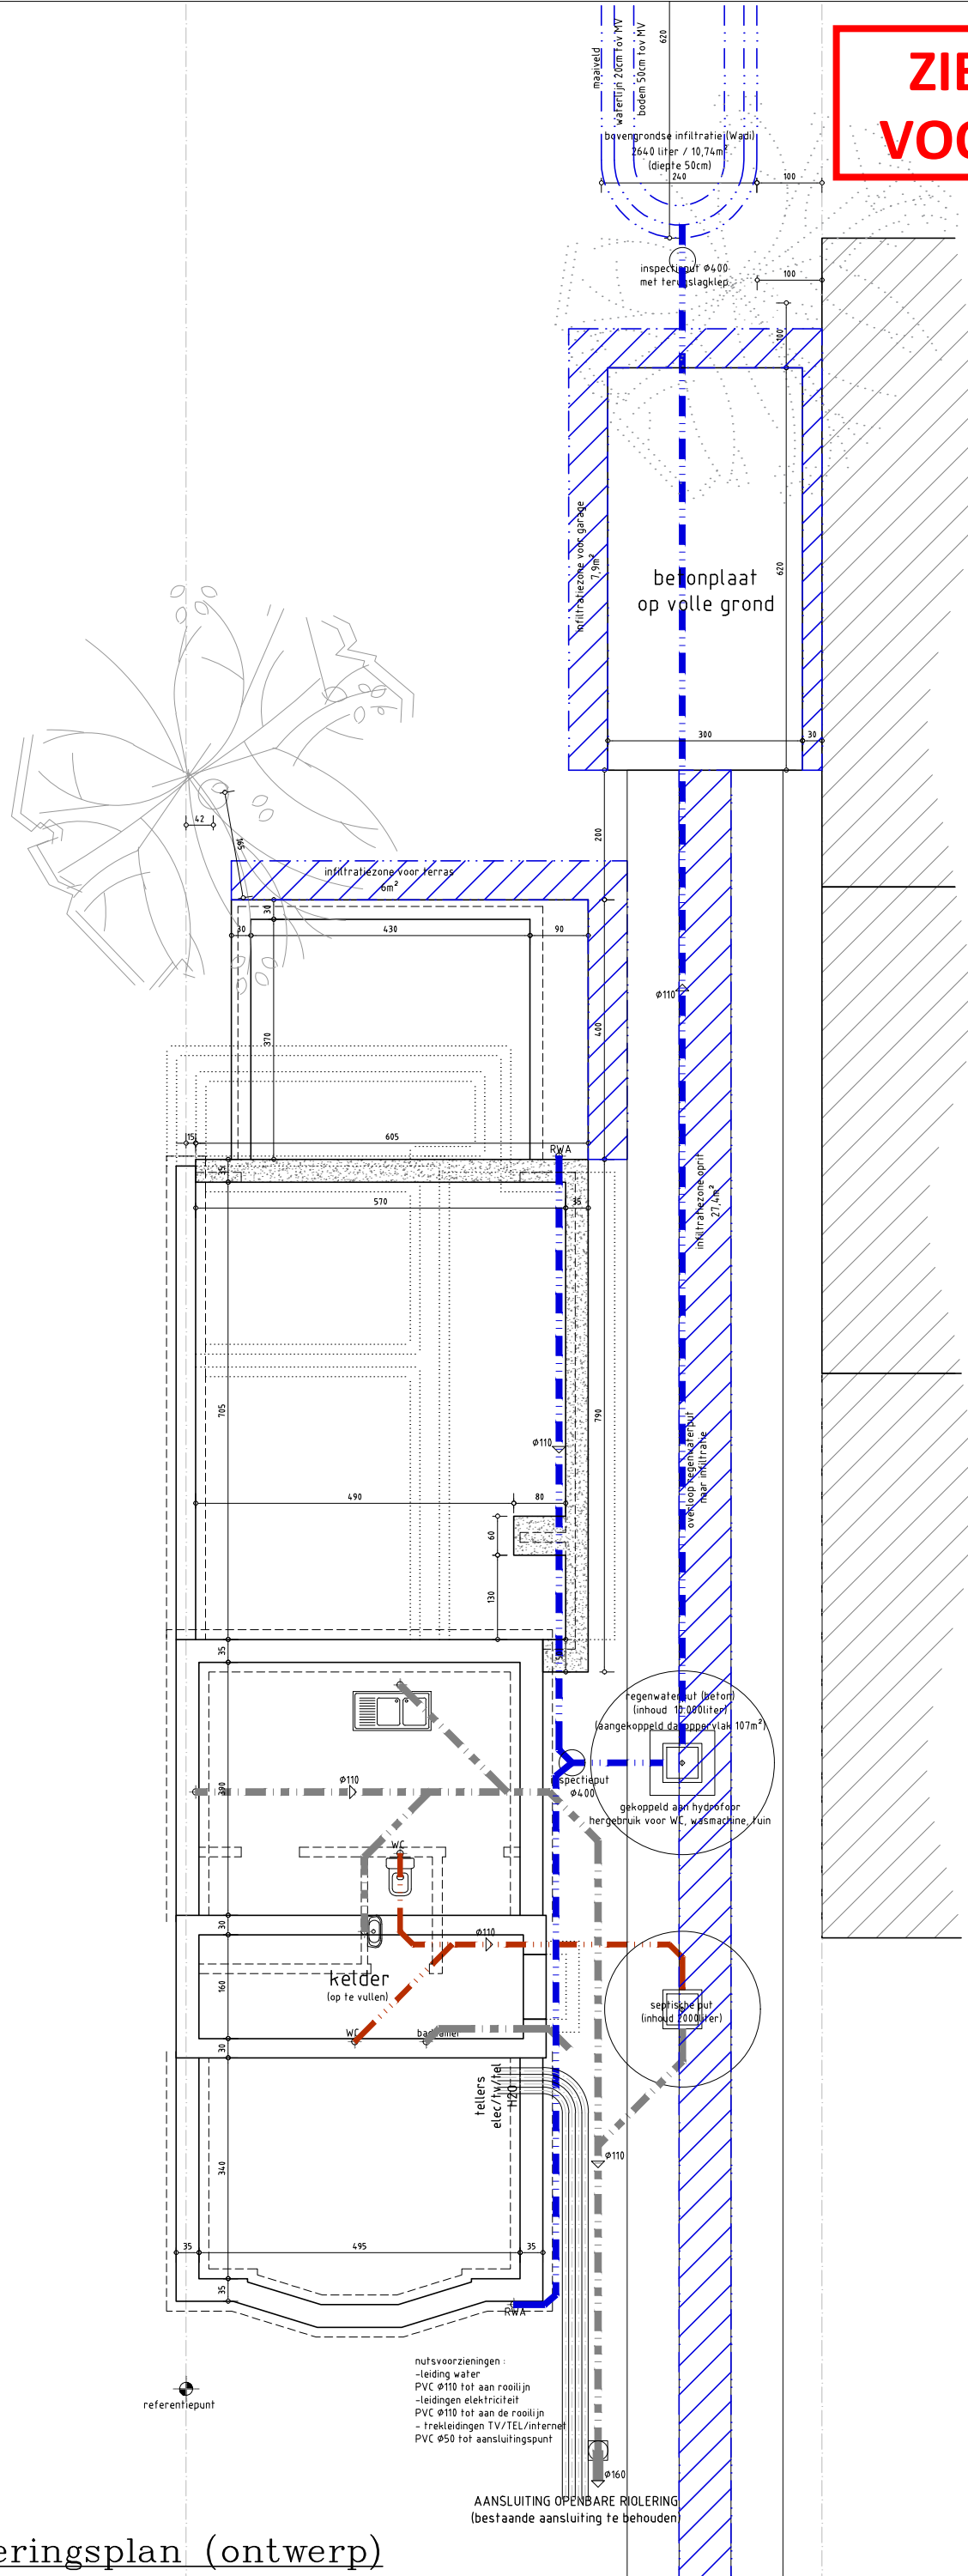 ZIE
VOO
620
maaiveld
waterlijn 20cm tov MV
bodem 50cm tov MV
bovengrondse infiltratie (Wadi)
2640 liter / 10,74m²
(diepte 50cm)
240
100
inspectieput Ø400
met terugslagklep
100
100
infiltratiezone voor garage
7,9m²
betonplaat
op volle grond
620
300
30
200
42
infiltratiezone voor terras
6m²
30
30
430
90
370
400
Ø110
15
605
RWA
35
570
35
infiltratiezone oprit
27,4m²
705
790
Ø110
overloop regenwaterput
naar infiltratie
490
80
60
130
35
regenwaterput (beton)
(inhoud 10.000liter)
(aangekoppeld dakoppervlak 107m²)
inspectieput
Ø400
gekoppeld aan hydrofoor
hergebruik voor WC, wasmachine, tuin
Ø110
390
WC
30
Ø110
kelder
(op te vullen)
160
septische put
(inhoud 2000liter)
WC
badkamer
30
tellers
elec/tv/tel
H2O
Ø110
340
35
495
35
35
RWA
nutsvoorzieningen :
-leiding water
PVC Ø110 tot aan rooilijn
-leidingen elektriciteit
PVC Ø110 tot aan de rooilijn
- trekleidingen TV/TEL/internet
PVC Ø50 tot aansluitingspunt
referentiepunt
Ø160
AANSLUITING OPENBARE RIOLERING
(bestaande aansluiting te behouden)
eringsplan (ontwerp)